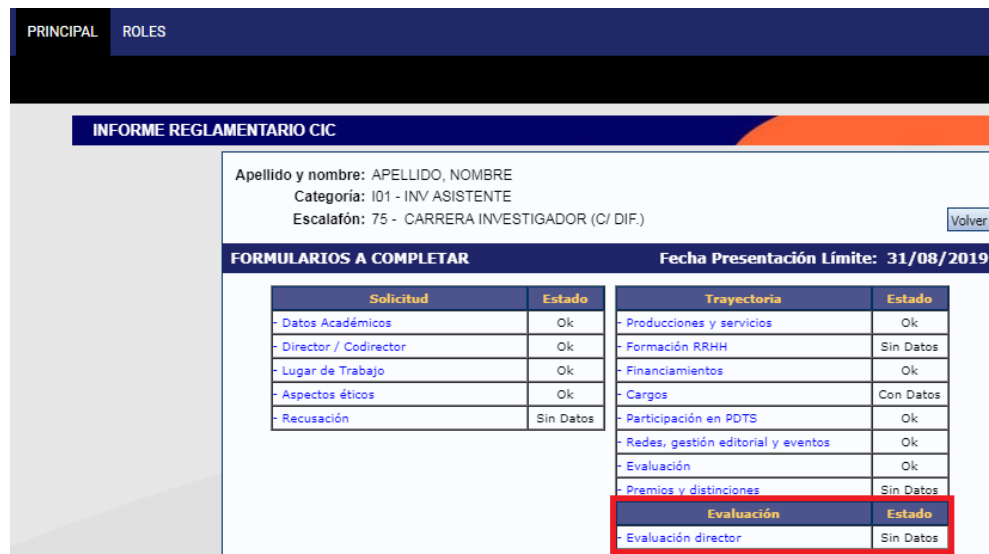 PRINCIPAL ROLES
INFORME REGLAMENTARIO CIC
Apellido y nombre: APELLIDO, NOMBRE
Categoría: I01 - INV ASISTENTE
Escalafón: 75 - CARRERA INVESTIGADOR (C/ DIF.)
Volver
FORMULARIOS A COMPLETAR Fecha Presentación Límite: 31/08/2019
Solicitud Estado
- Datos Académicos Ok
- Director / Codirector Ok
- Lugar de Trabajo Ok
- Aspectos éticos Ok
- Recusación Sin Datos
Trayectoria Estado
- Producciones y servicios Ok
- Formación RRHH Sin Datos
- Financiamientos Ok
- Cargos Con Datos
- Participación en PDTS Ok
- Redes, gestión editorial y eventos Ok
- Evaluación Ok
- Premios y distinciones Sin Datos
Evaluación Estado
- Evaluación director Sin Datos